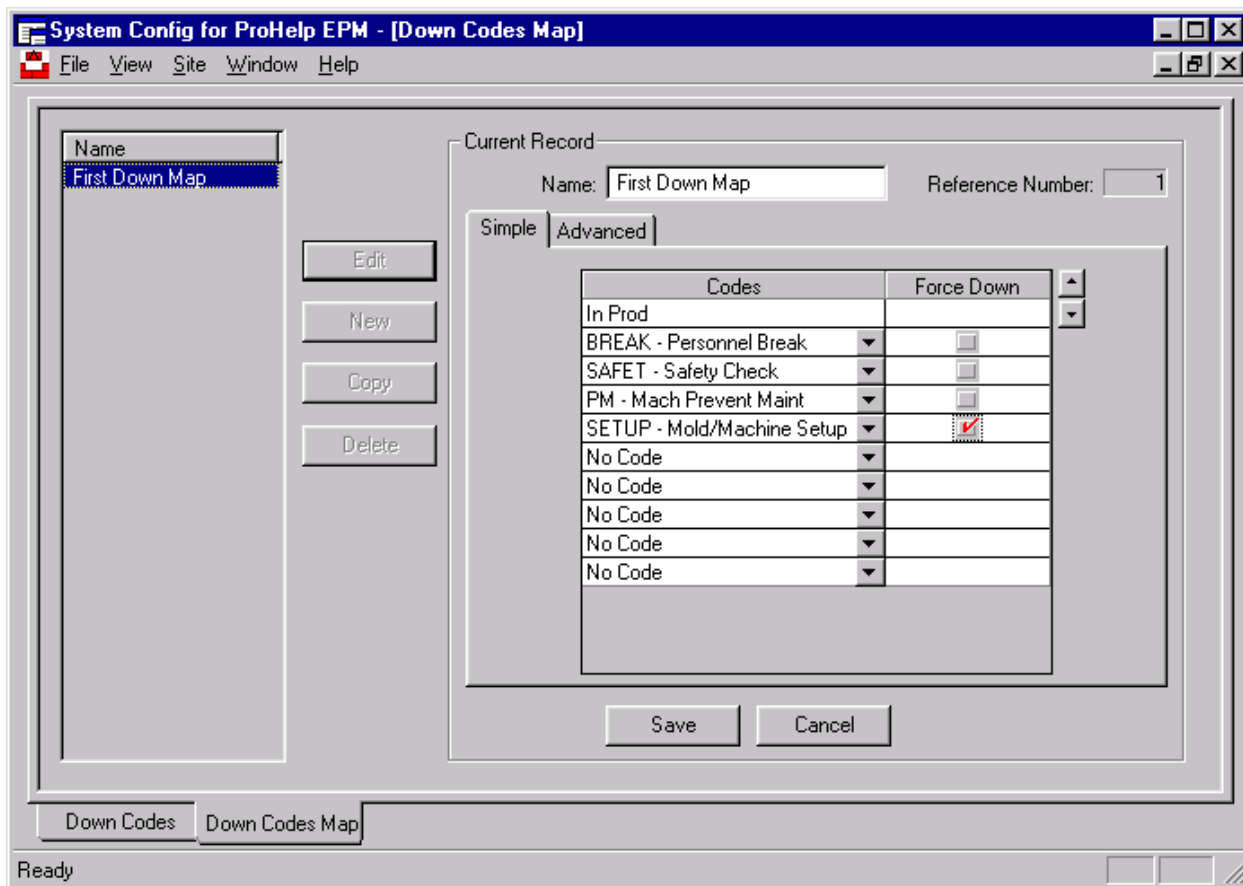 System Config for ProHelp EPM - [Down Codes Map]
File View Site Window Help
Name
First Down Map
Edit
New
Copy
Delete
Current Record
Name: First Down Map Reference Number: 1
Simple Advanced
Codes Force Down
In Prod
BREAK - Personnel Break
SAFET - Safety Check
PM - Mach Prevent Maint
SETUP - Mold/Machine Setup
No Code
No Code
No Code
No Code
No Code
Save Cancel
Down Codes Down Codes Map
Ready